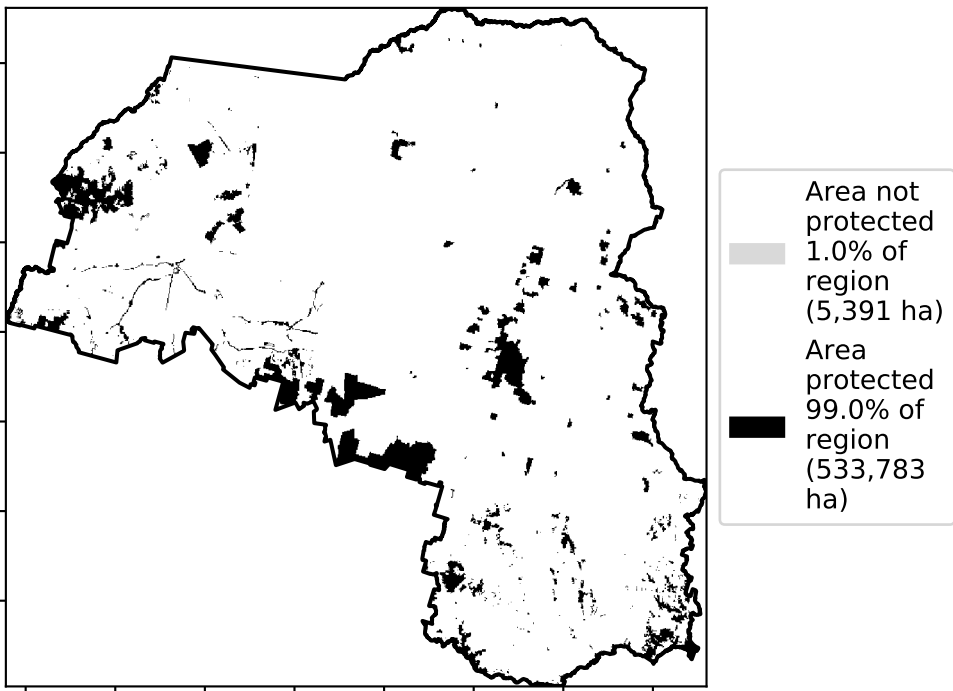 Area not
protected
1.0% of
region
(5,391 ha)
Area
protected
99.0% of
region
(533,783
ha)